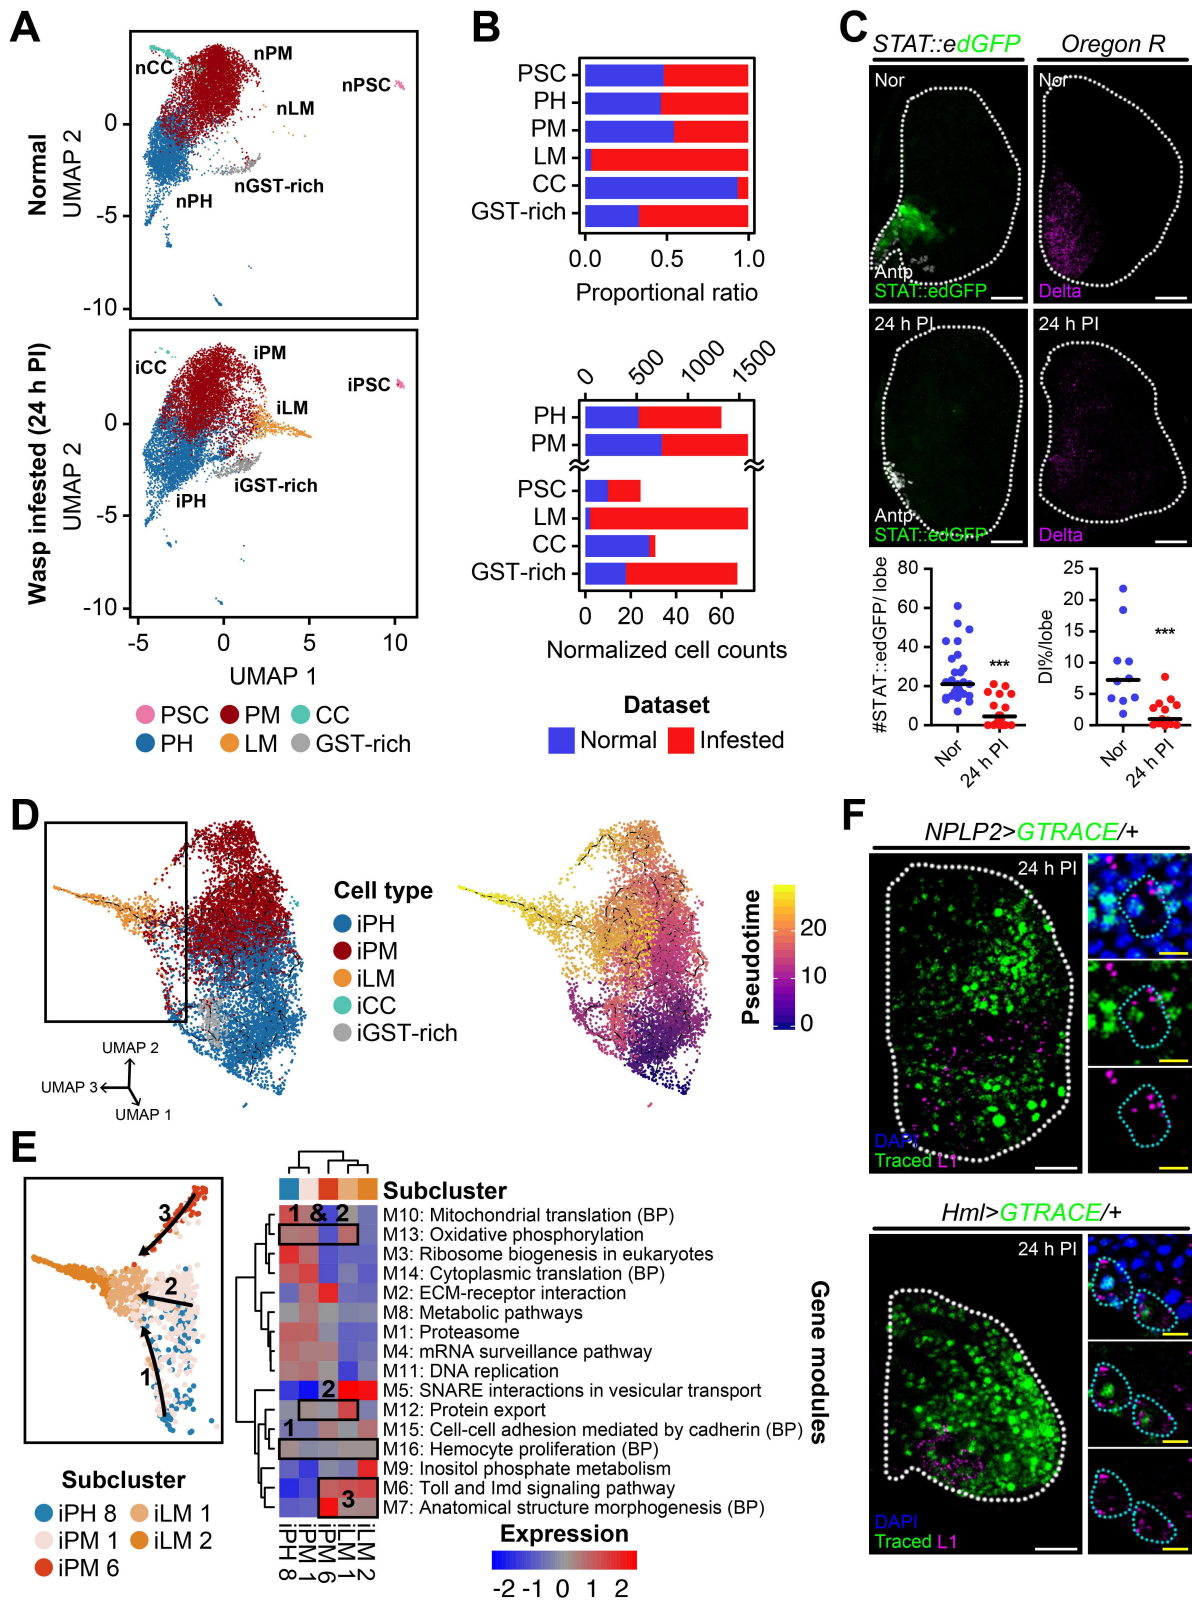 A
Normal
UMAP 2
0
-5
-10
nCC
nPM
nPSC
nLM
nGST-rich
nPH
Wasp infested (24 h PI)
UMAP 2
0
-5
-10
iCC
iPM
iPSC
iLM
iGST-rich
iPH
-5
0
5
10
UMAP 1
PSC
PM
CC
PH
LM
GST-rich
B
PSC
PH
PM
LM
CC
GST-rich
0.0
0.5
1.0
Proportional ratio
0
500
1000
1500
PH
PM
PSC
LM
CC
GST-rich
0
20
40
60
Normalized cell counts
Dataset
Normal
Infested
C
STAT::edGFP
Oregon R
Nor
Antp
STAT::edGFP
Nor
Delta
24 h PI
Antp
STAT::edGFP
24 h PI
Delta
#STAT::edGFP/ lobe
80
60
40
20
0
***
Nor
24 h PI
Dl%/lobe
25
20
15
10
5
0
***
Nor
24 h PI
D
UMAP 2
UMAP 3
UMAP 1
Cell type
iPH
iPM
iLM
iCC
iGST-rich
Pseudotime
20
10
0
E
3
2
1
Subcluster
iPH 8
iLM 1
iPM 1
iLM 2
iPM 6
Subcluster
1 & 2
M10: Mitochondrial translation (BP)
M13: Oxidative phosphorylation
M3: Ribosome biogenesis in eukaryotes
M14: Cytoplasmic translation (BP)
M2: ECM-receptor interaction
M8: Metabolic pathways
M1: Proteasome
M4: mRNA surveillance pathway
M11: DNA replication
2
M5: SNARE interactions in vesicular transport
M12: Protein export
1
M15: Cell-cell adhesion mediated by cadherin (BP)
M16: Hemocyte proliferation (BP)
M9: Inositol phosphate metabolism
M6: Toll and Imd signaling pathway
3
M7: Anatomical structure morphogenesis (BP)
Gene modules
iPH 8
iPM 1
iPM 6
iLM 1
iLM 2
Expression
-2 -1 0 1 2
F
NPLP2>GTRACE/+
24 h PI
DAPI
Traced L1
Hml>GTRACE/+
24 h PI
DAPI
Traced L1